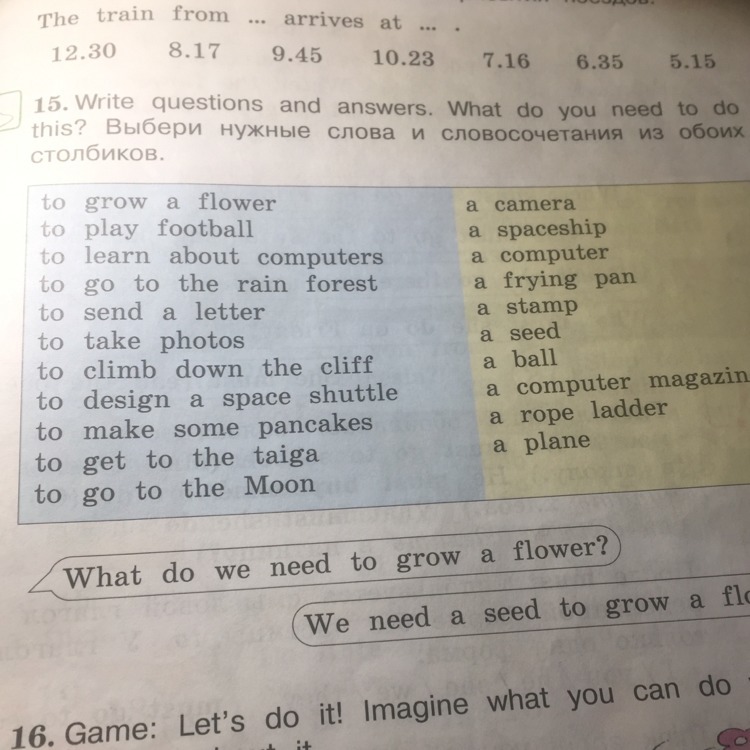 The train from ... arrives at ... .
12.30 8.17 9.45 10.23 7.16 6.35 5.15
15. Write questions and answers. What do you need to do
this? Выбери нужные слова и словосочетания из обоих
столбиков.
to grow a flower
to play football
to learn about computers
to go to the rain forest
to send a letter
to take photos
to climb down the cliff
to design a space shuttle
to make some pancakes
to get to the taiga
to go to the Moon
a camera
a spaceship
a computer
a frying pan
a stamp
a seed
a ball
a computer magazin
a rope ladder
a plane
What do we need to grow a flower?
We need a seed to grow a flo
16. Game: Let's do it! Imagine what you can do